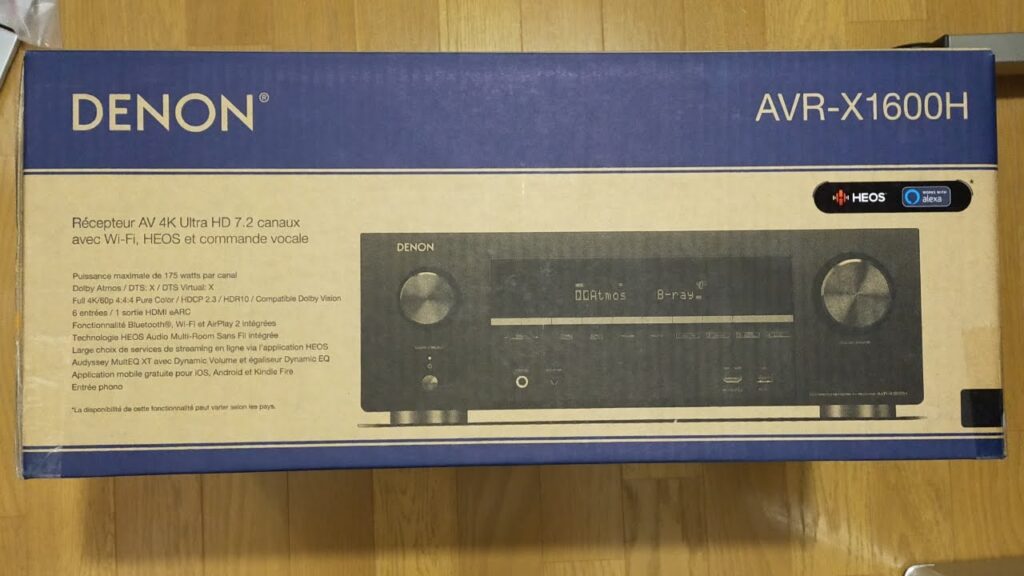 DENON®
AVR-X1600H
HEOS
WORKS WITH
alexa
*
Récepteur AV 4K Ultra HD 7.2 canaux
avec Wi-Fi, HEOS et commande vocale
Puissance maximale de 175 watts par canal
Dolby Atmos / DTS: X / DTS Virtual: X
Full 4K/60p 4:4:4 Pure Color / HDCP 2.3 / HDR10 / Compatible Dolby Vision
6 entrées / 1 sortie HDMI eARC
Fonctionnalité Bluetooth®, Wi-Fi et AirPlay 2 intégrées
Technologie HEOS Audio Multi-Room Sans Fil intégrée
Large choix de services de streaming en ligne via l'application HEOS
Audyssey MultEQ XT avec Dynamic Volume et égaliseur Dynamic EQ
Application mobile gratuite pour iOS, Android et Kindle Fire
Entrée phono
*La disponibilité de cette fonctionnalité peut varier selon les pays.
DENON
Atmos B-ray